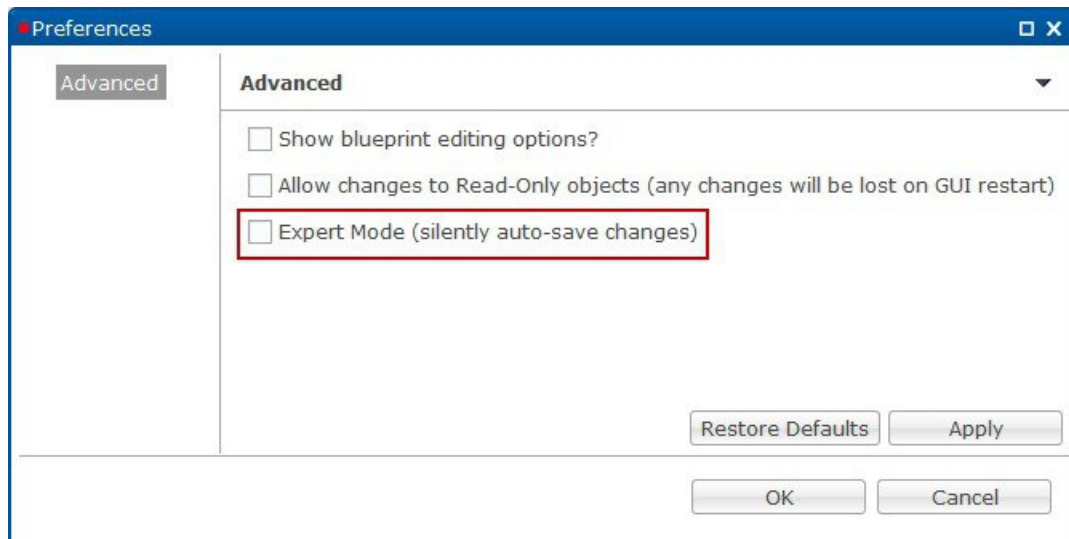 Preferences
Advanced
Advanced
Show blueprint editing options?
Allow changes to Read-Only objects (any changes will be lost on GUI restart)
Expert Mode (silently auto-save changes)
Restore Defaults
Apply
OK
Cancel